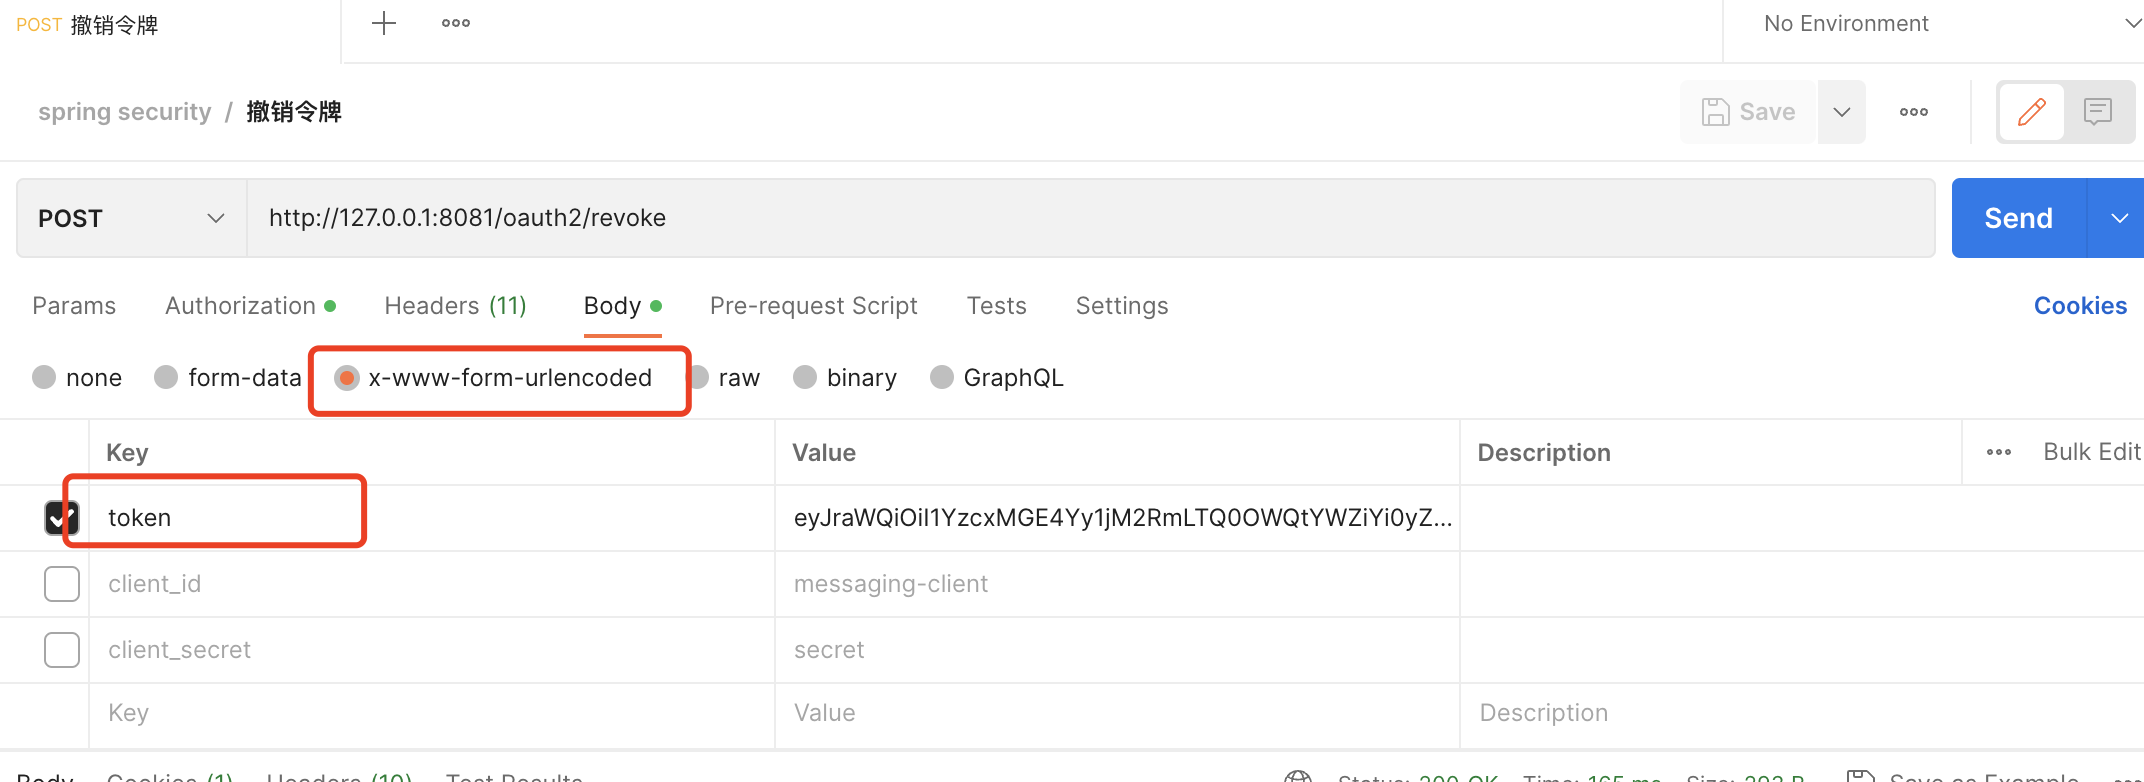 POST 撤销令牌
No Environment
spring security / 撤销令牌
Save
POST http://127.0.0.1:8081/oauth2/revoke Send
Params Authorization Headers (11) Body Pre-request Script Tests Settings Cookies
none form-data x-www-form-urlencoded raw binary GraphQL
Key Value Description Bulk Edit
token eyJraWQiOiI1YzcxMGE4Yy1jM2RmLTQ0OWQtYWZiYi0yZ...
client_id messaging-client
client_secret secret
Key Value Description
Body Cookies (1) Headers (10) Test Results Status: 200 OK Time: 165 ms Size: 293 B Save as Example